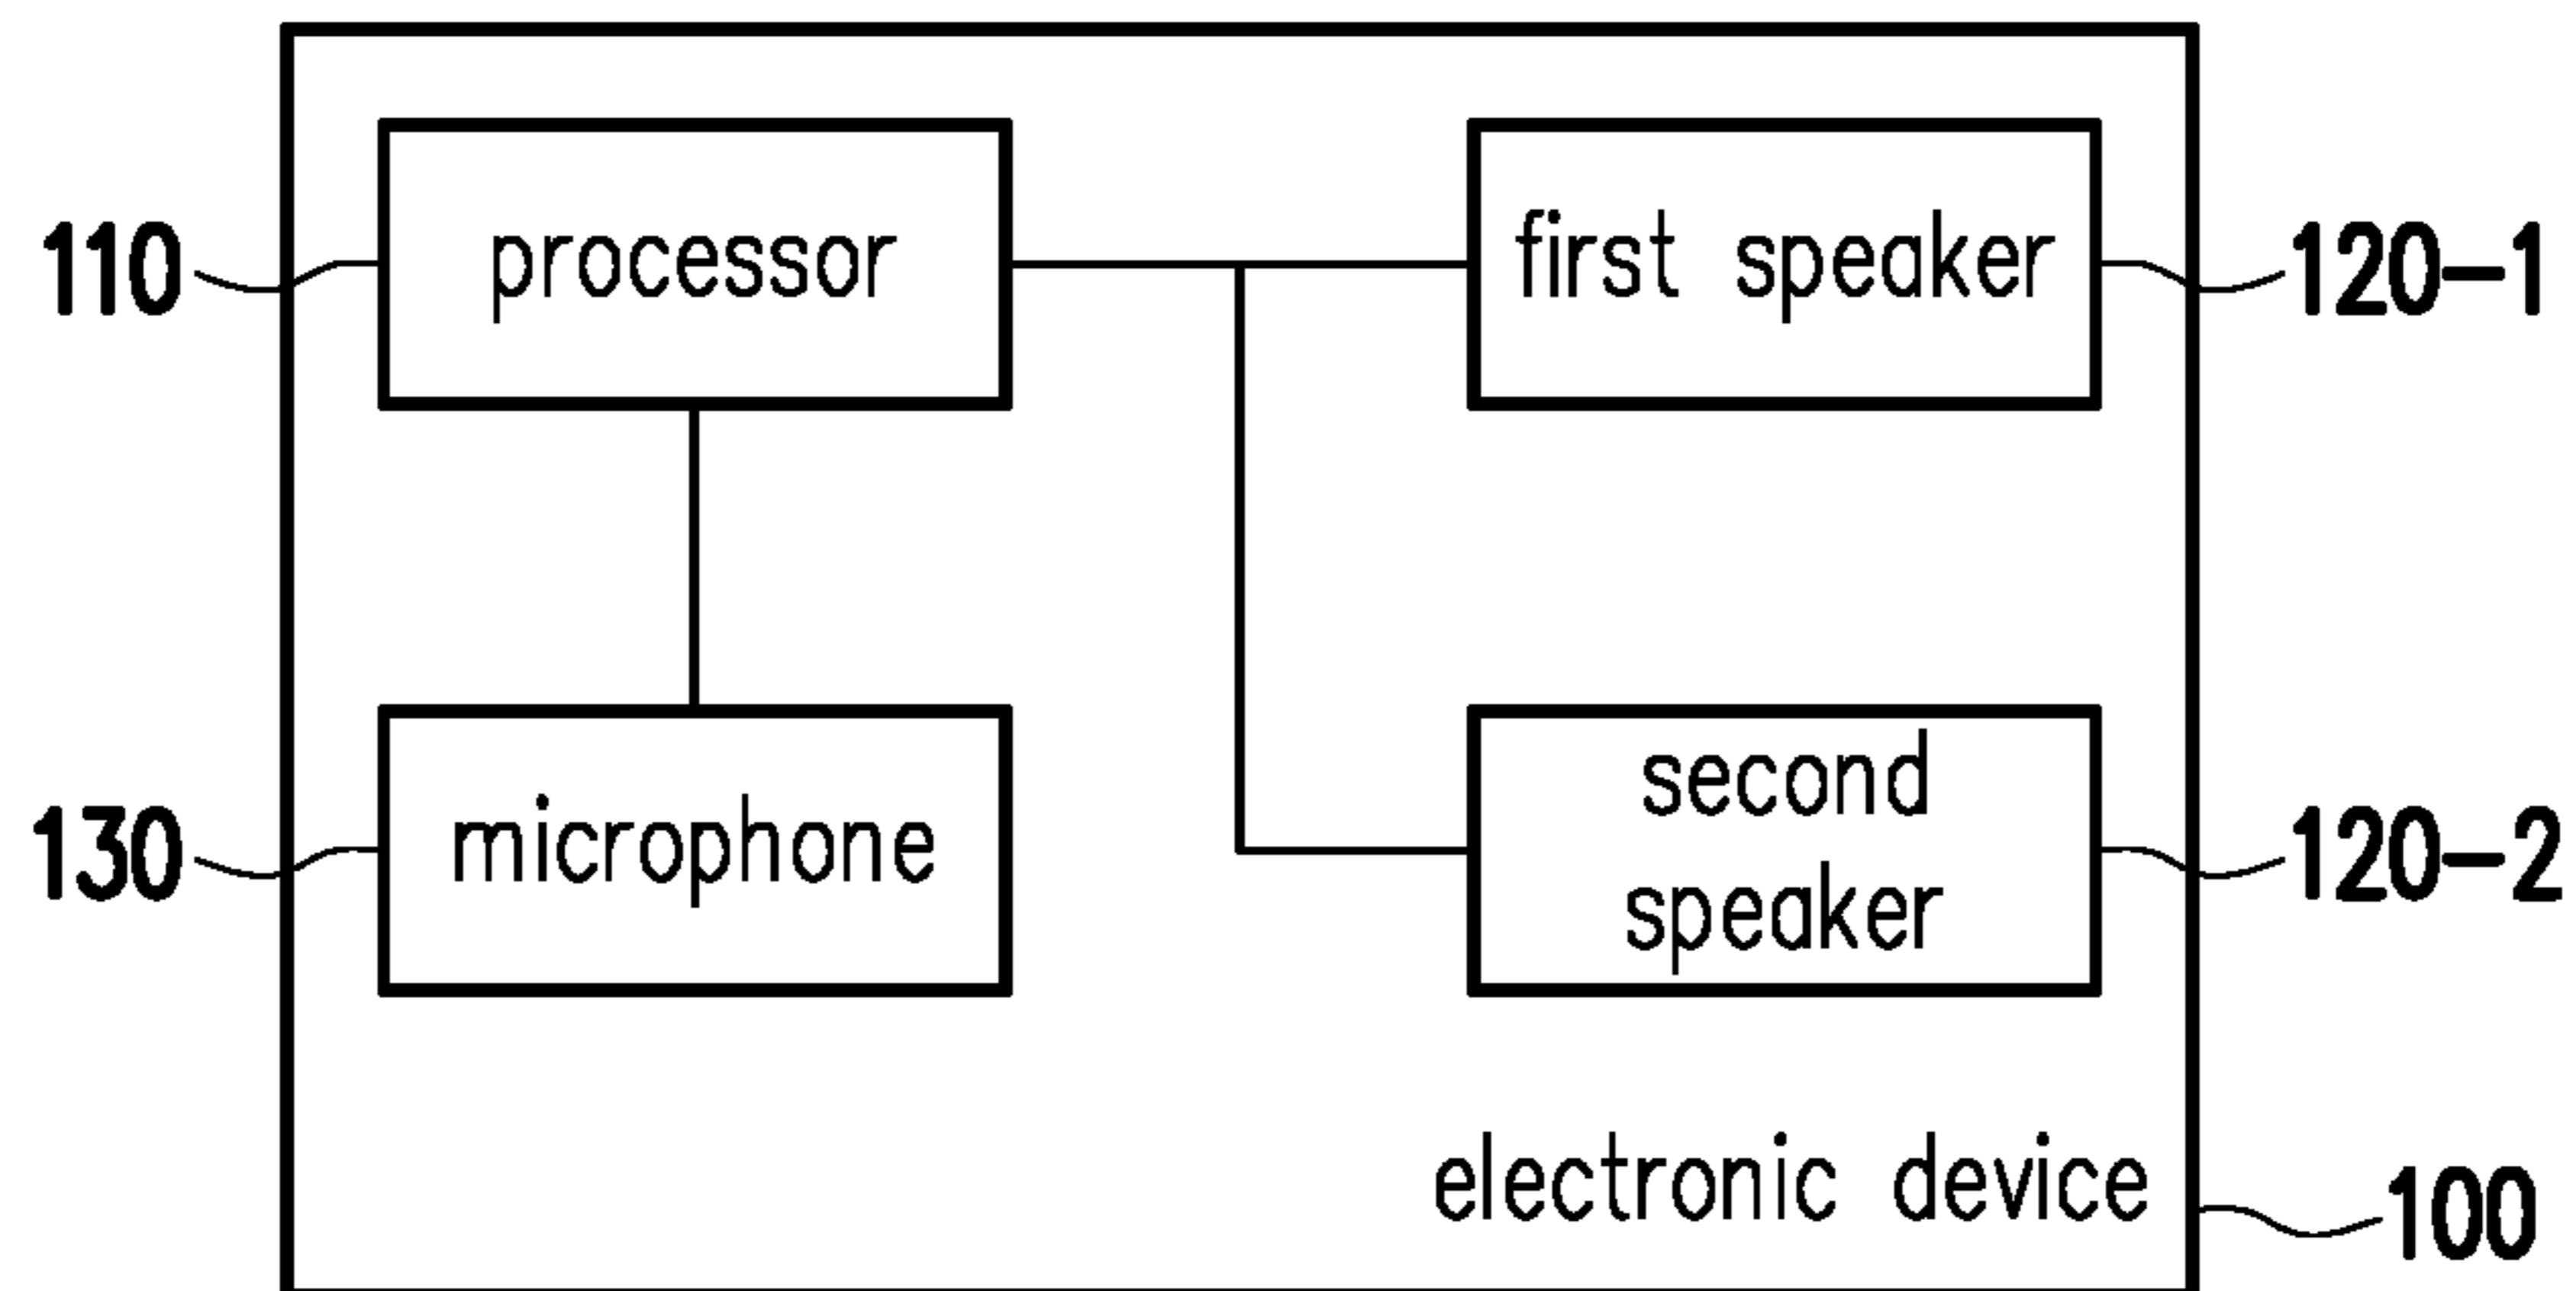 110
processor
first speaker
120-1
130
microphone
second
speaker
120-2
electronic device
100